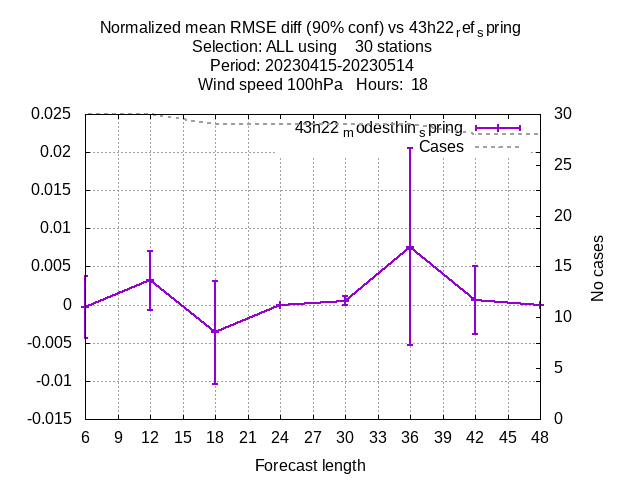 Normalized mean RMSE diff (90% conf) vs 43h22refspring
Selection: ALL using 30 stations
Period: 20230415-20230514
Wind speed 100hPa Hours: 18
43h22modesthinspring
Cases
0.025
0.02
0.015
0.01
0.005
0
-0.005
-0.01
-0.015
30
25
20
15
10
5
0
No cases
6 9 12 15 18 21 24 27 30 33 36 39 42 45 48
Forecast length